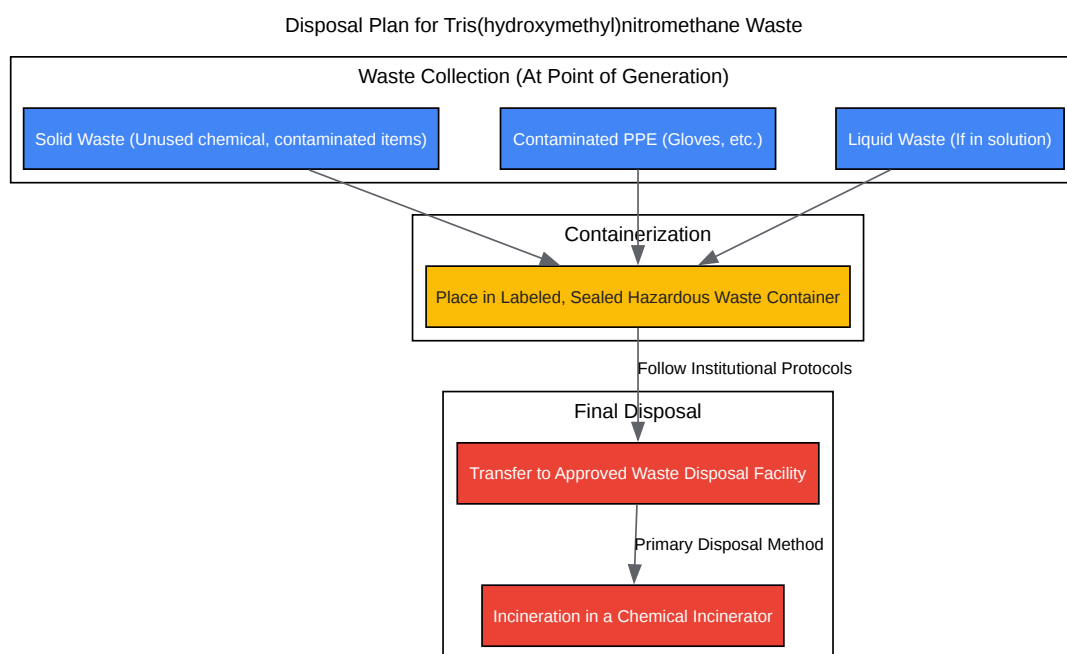 Disposal Plan for Tris(hydroxymethyl)nitromethane Waste
Waste Collection (At Point of Generation)
Solid Waste (Unused chemical, contaminated items)
Contaminated PPE (Gloves, etc.)
Liquid Waste (If in solution)
Containerization
Place in Labeled, Sealed Hazardous Waste Container
Follow Institutional Protocols
Final Disposal
Transfer to Approved Waste Disposal Facility
Primary Disposal Method
Incineration in a Chemical Incinerator